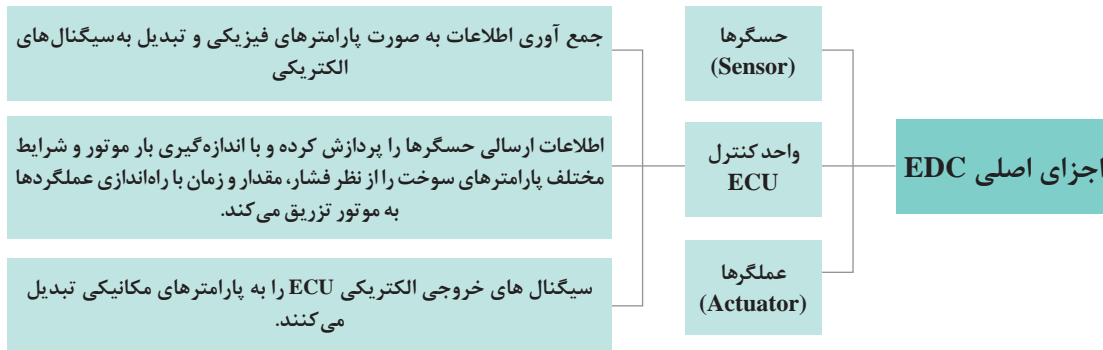 اجزای اصلی EDC
حسگرها
(Sensor)
جمع آوری اطلاعات به صورت پارامترهای فیزیکی و تبدیل به‌سیگنال‌های
الکتریکی
واحد کنترل
ECU
اطلاعات ارسالی حسگرها را پردازش کرده و با اندازه‌گیری بار موتور و شرایط
مختلف پارامترهای سوخت را از نظر فشار، مقدار و زمان با راه‌اندازی عملگردها
به موتور تزریق می‌کند.
عملگرها
(Actuator)
سیگنال های خروجی الکتریکی ECU را به پارامترهای مکانیکی تبدیل
می‌کنند.